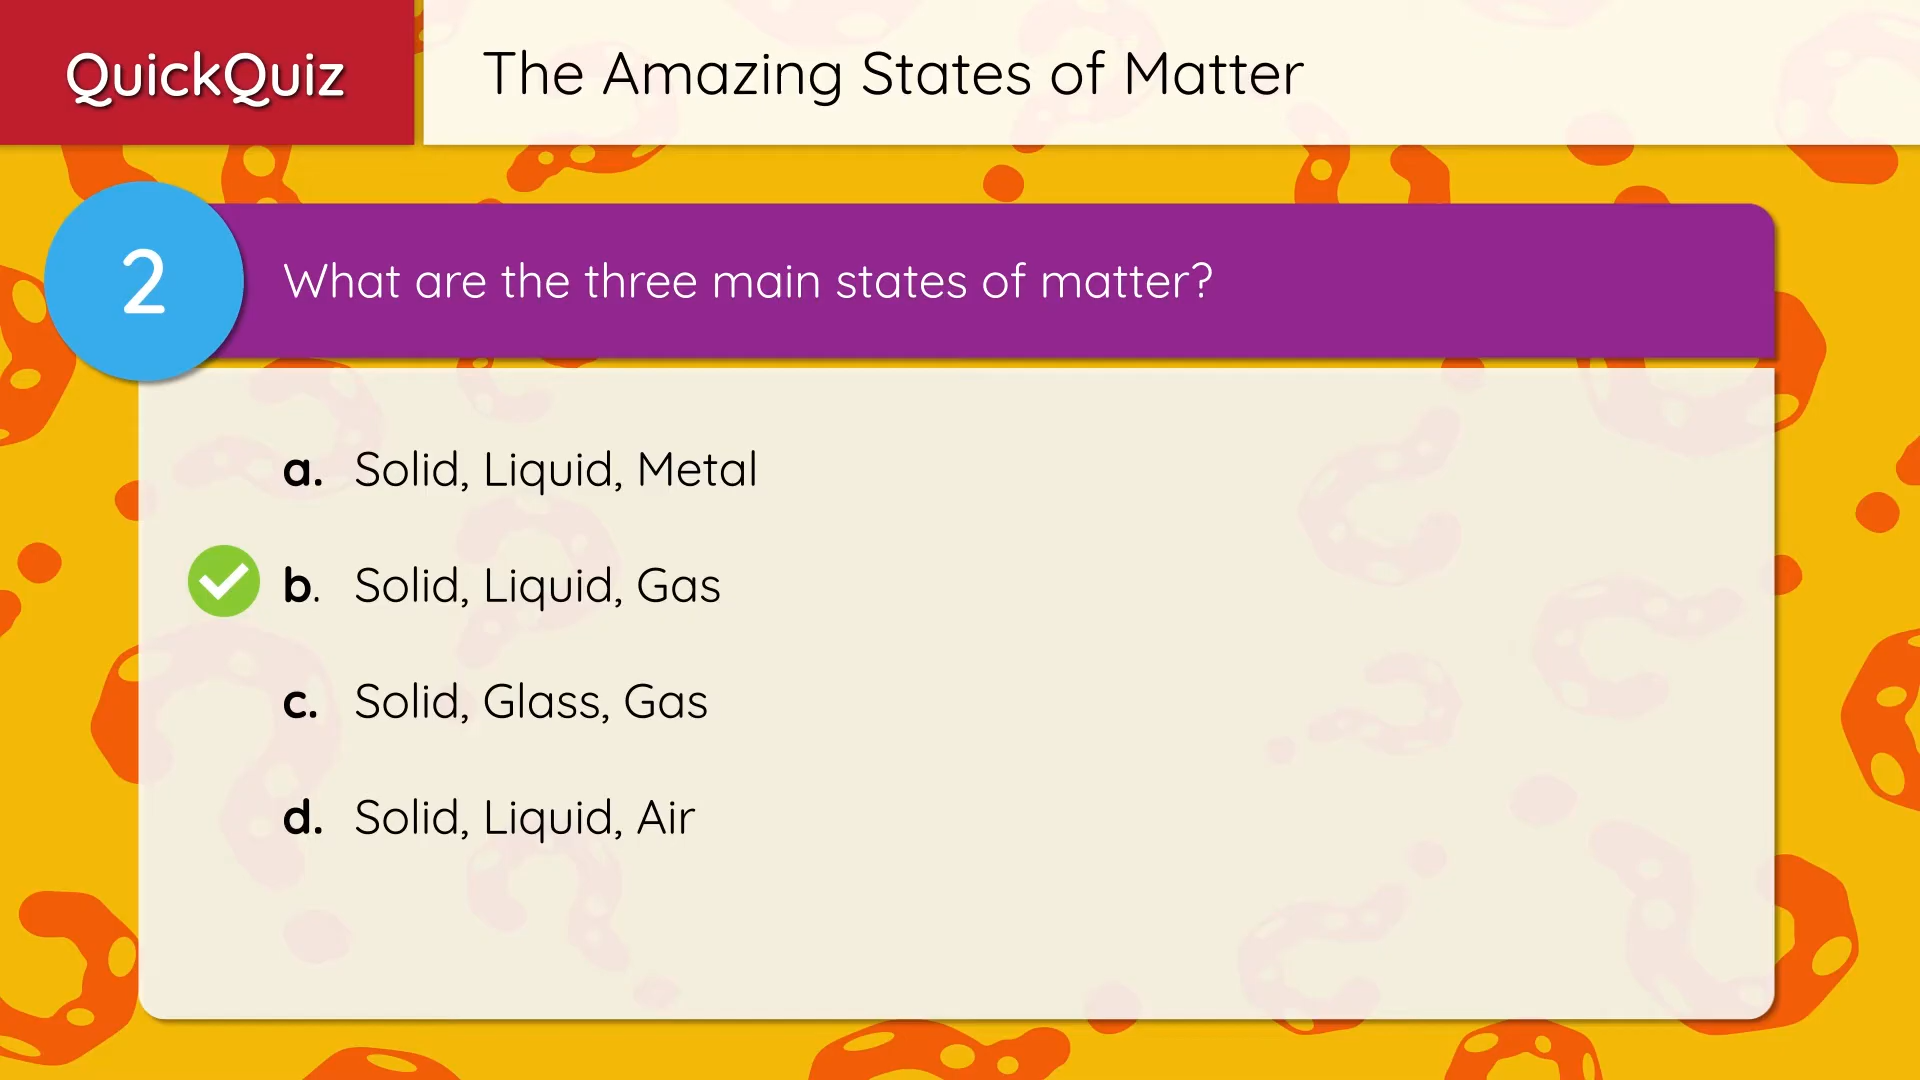 QuickQuiz
The Amazing States of Matter
2
What are the three main states of matter?
a. Solid, Liquid, Metal
b. Solid, Liquid, Gas
c. Solid, Glass, Gas
d. Solid, Liquid, Air